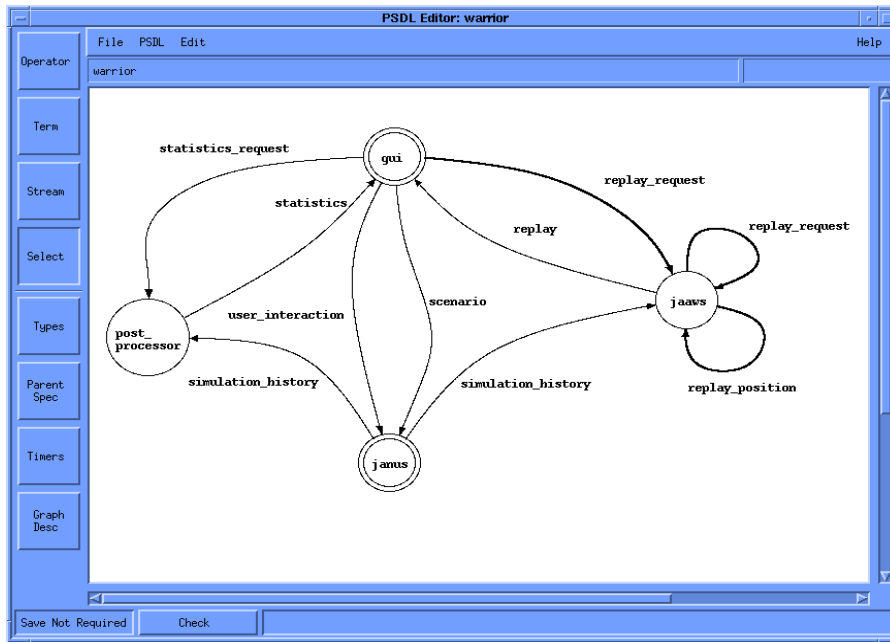 PSDL Editor: warrior
File PSDL Edit Help
warrior
Operator
Term
Stream
Select
Types
Parent
Spec
Timers
Graph
Desc
statistics_request
gui
replay_request
statistics
replay
replay_request
user_interaction
scenario
jaaws
post_
processor
simulation_history
simulation_history
replay_position
janus
Save Not Required Check